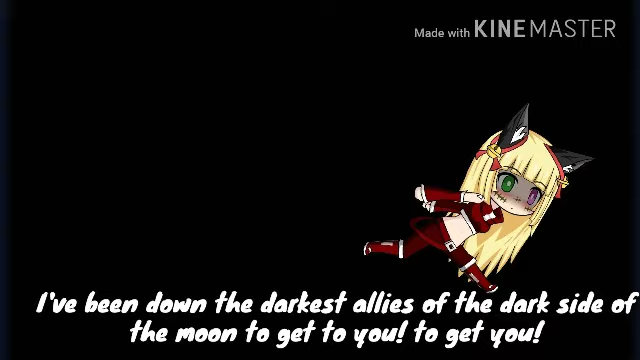 Made with KINEMASTER
I've been down the darkest allies of the dark side of
the moon to get to you! to get you!